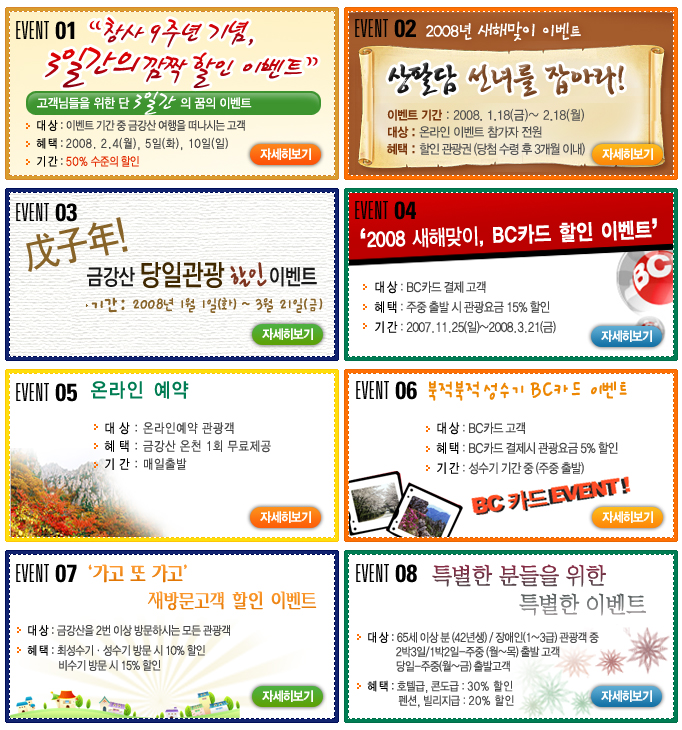 EVENT 01
“창사 9주년 기념,
3일간의 깜짝 할인 이벤트”
고객님들을 위한 단 3일간 의 꿈의 이벤트
대상 : 이벤트 기간 중 금강산 여행을 떠나시는 고객
혜택 : 2008. 2.4(월), 5일(화), 10일(일)
기간 : 50% 수준의 할인
자세히보기
EVENT 02
2008년 새해맞이 이벤트
상팔담 선녀를 잡아라!
이벤트 기간 : 2008. 1.18(금)~ 2.18(월)
대상 : 온라인 이벤트 참가자 전원
혜택 : 할인 관광권 (당첨 수령 후 3개월 이내)
자세히보기
EVENT 03
戊子年!
금강산 당일관광 할인 이벤트
·기간 : 2008년 1월 1일(화) ~ 3월 21일(금)
자세히보기
EVENT 04
‘2008 새해맞이, BC카드 할인 이벤트’
BC
대상 : BC카드 결제 고객
혜택 : 주중 출발 시 관광요금 15% 할인
기간 : 2007.11.25(일)~2008.3.21(금)
자세히보기
EVENT 05
온라인 예약
대상 : 온라인예약 관광객
혜택 : 금강산 온천 1회 무료제공
기간 : 매일출발
자세히보기
EVENT 06
북적북적 성수기 BC카드 이벤트
대상 : BC카드 고객
혜택 : BC카드 결제시 관광요금 5% 할인
기간 : 성수기 기간 중 (주중 출발)
BC 카드 EVENT!
자세히보기
EVENT 07
‘가고 또 가고’
재방문고객 할인 이벤트
대상 : 금강산을 2번 이상 방문하시는 모든 관광객
혜택 : 최성수기 · 성수기 방문 시 10% 할인
비수기 방문 시 15% 할인
자세히보기
EVENT 08
특별한 분들을 위한
특별한 이벤트
대상 : 65세 이상 분 (42년생) / 장애인(1~3급) 관광객 중
2박3일/1박2일-주중 (월~목) 출발 고객
당일-주중(월~금) 출발고객
혜택 : 호텔급, 콘도급 : 30% 할인
펜션, 빌리지급 : 20% 할인
자세히보기